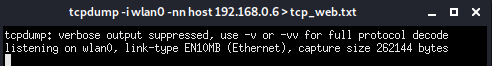 tcpdump -i wlan0 -nn host 192.168.0.6 > tcp_web.txt
tcpdump: verbose output suppressed, use -v or -vv for full protocol decode
listening on wlan0, link-type EN10MB (Ethernet), capture size 262144 bytes